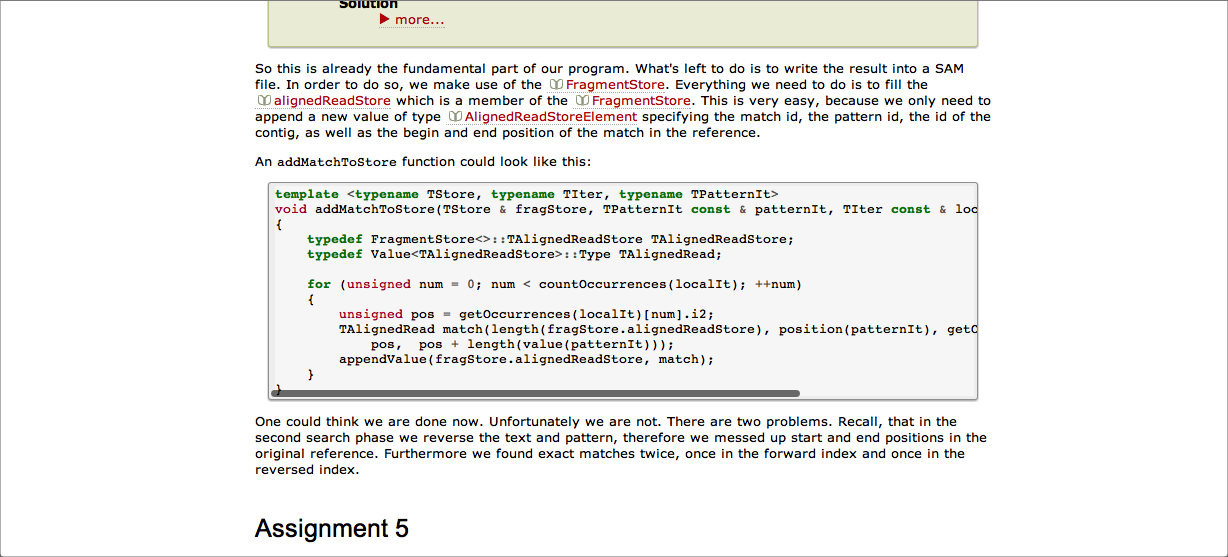 Solution
more...
So this is already the fundamental part of our program. What's left to do is to write the result into a SAM
file. In order to do so, we make use of the FragmentStore. Everything we need to do is to fill the
alignedReadStore which is a member of the FragmentStore. This is very easy, because we only need to
append a new value of type AlignedReadStoreElement specifying the match id, the pattern id, the id of the
contig, as well as the begin and end position of the match in the reference.
An addMatchToStore function could look like this:
template <typename TStore, typename TIter, typename TPatternIt>
void addMatchToStore(TStore & fragStore, TPatternIt const & patternIt, TIter const & loc
{
typedef FragmentStore<>::TAlignedReadStore TAlignedReadStore;
typedef Value<TAlignedReadStore>::Type TAlignedRead;
for (unsigned num = 0; num < countOccurrences(localIt); ++num)
{
unsigned pos = getOccurrences(localIt)[num].i2;
TAlignedRead match(length(fragStore.alignedReadStore), position(patternIt), getO
pos,  pos + length(value(patternIt)));
appendValue(fragStore.alignedReadStore, match);
}
}
One could think we are done now. Unfortunately we are not. There are two problems. Recall, that in the
second search phase we reverse the text and pattern, therefore we messed up start and end positions in the
original reference. Furthermore we found exact matches twice, once in the forward index and once in the
reversed index.
Assignment 5